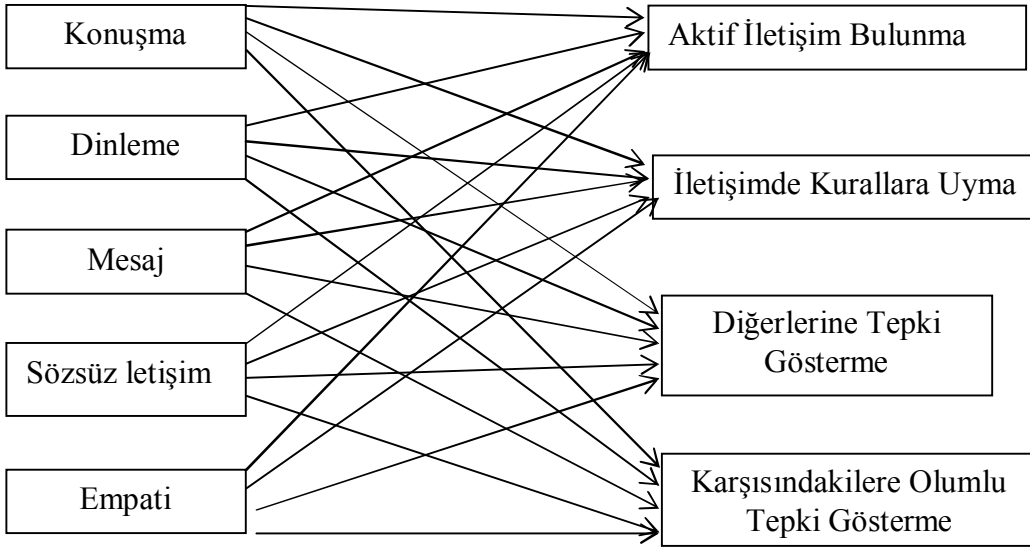 Konuşma
Dinleme
Mesaj
Sözsüz letişim
Empati
Aktif İletişim Bulunma
İletişimde Kurallara Uyma
Diğerlerine Tepki
Gösterme
Karşısındakilere Olumlu
Tepki Gösterme